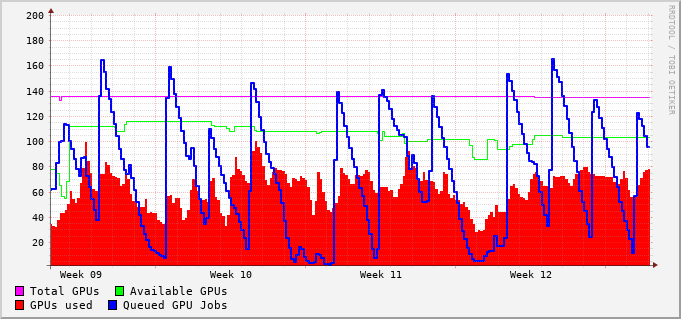 200
180
160
140
120
100
80
60
40
20
RRDTOOL / TOBI OETIKER
Week 09 Week 10 Week 11 Week 12
Total GPUs Available GPUs
GPUs used Queued GPU Jobs